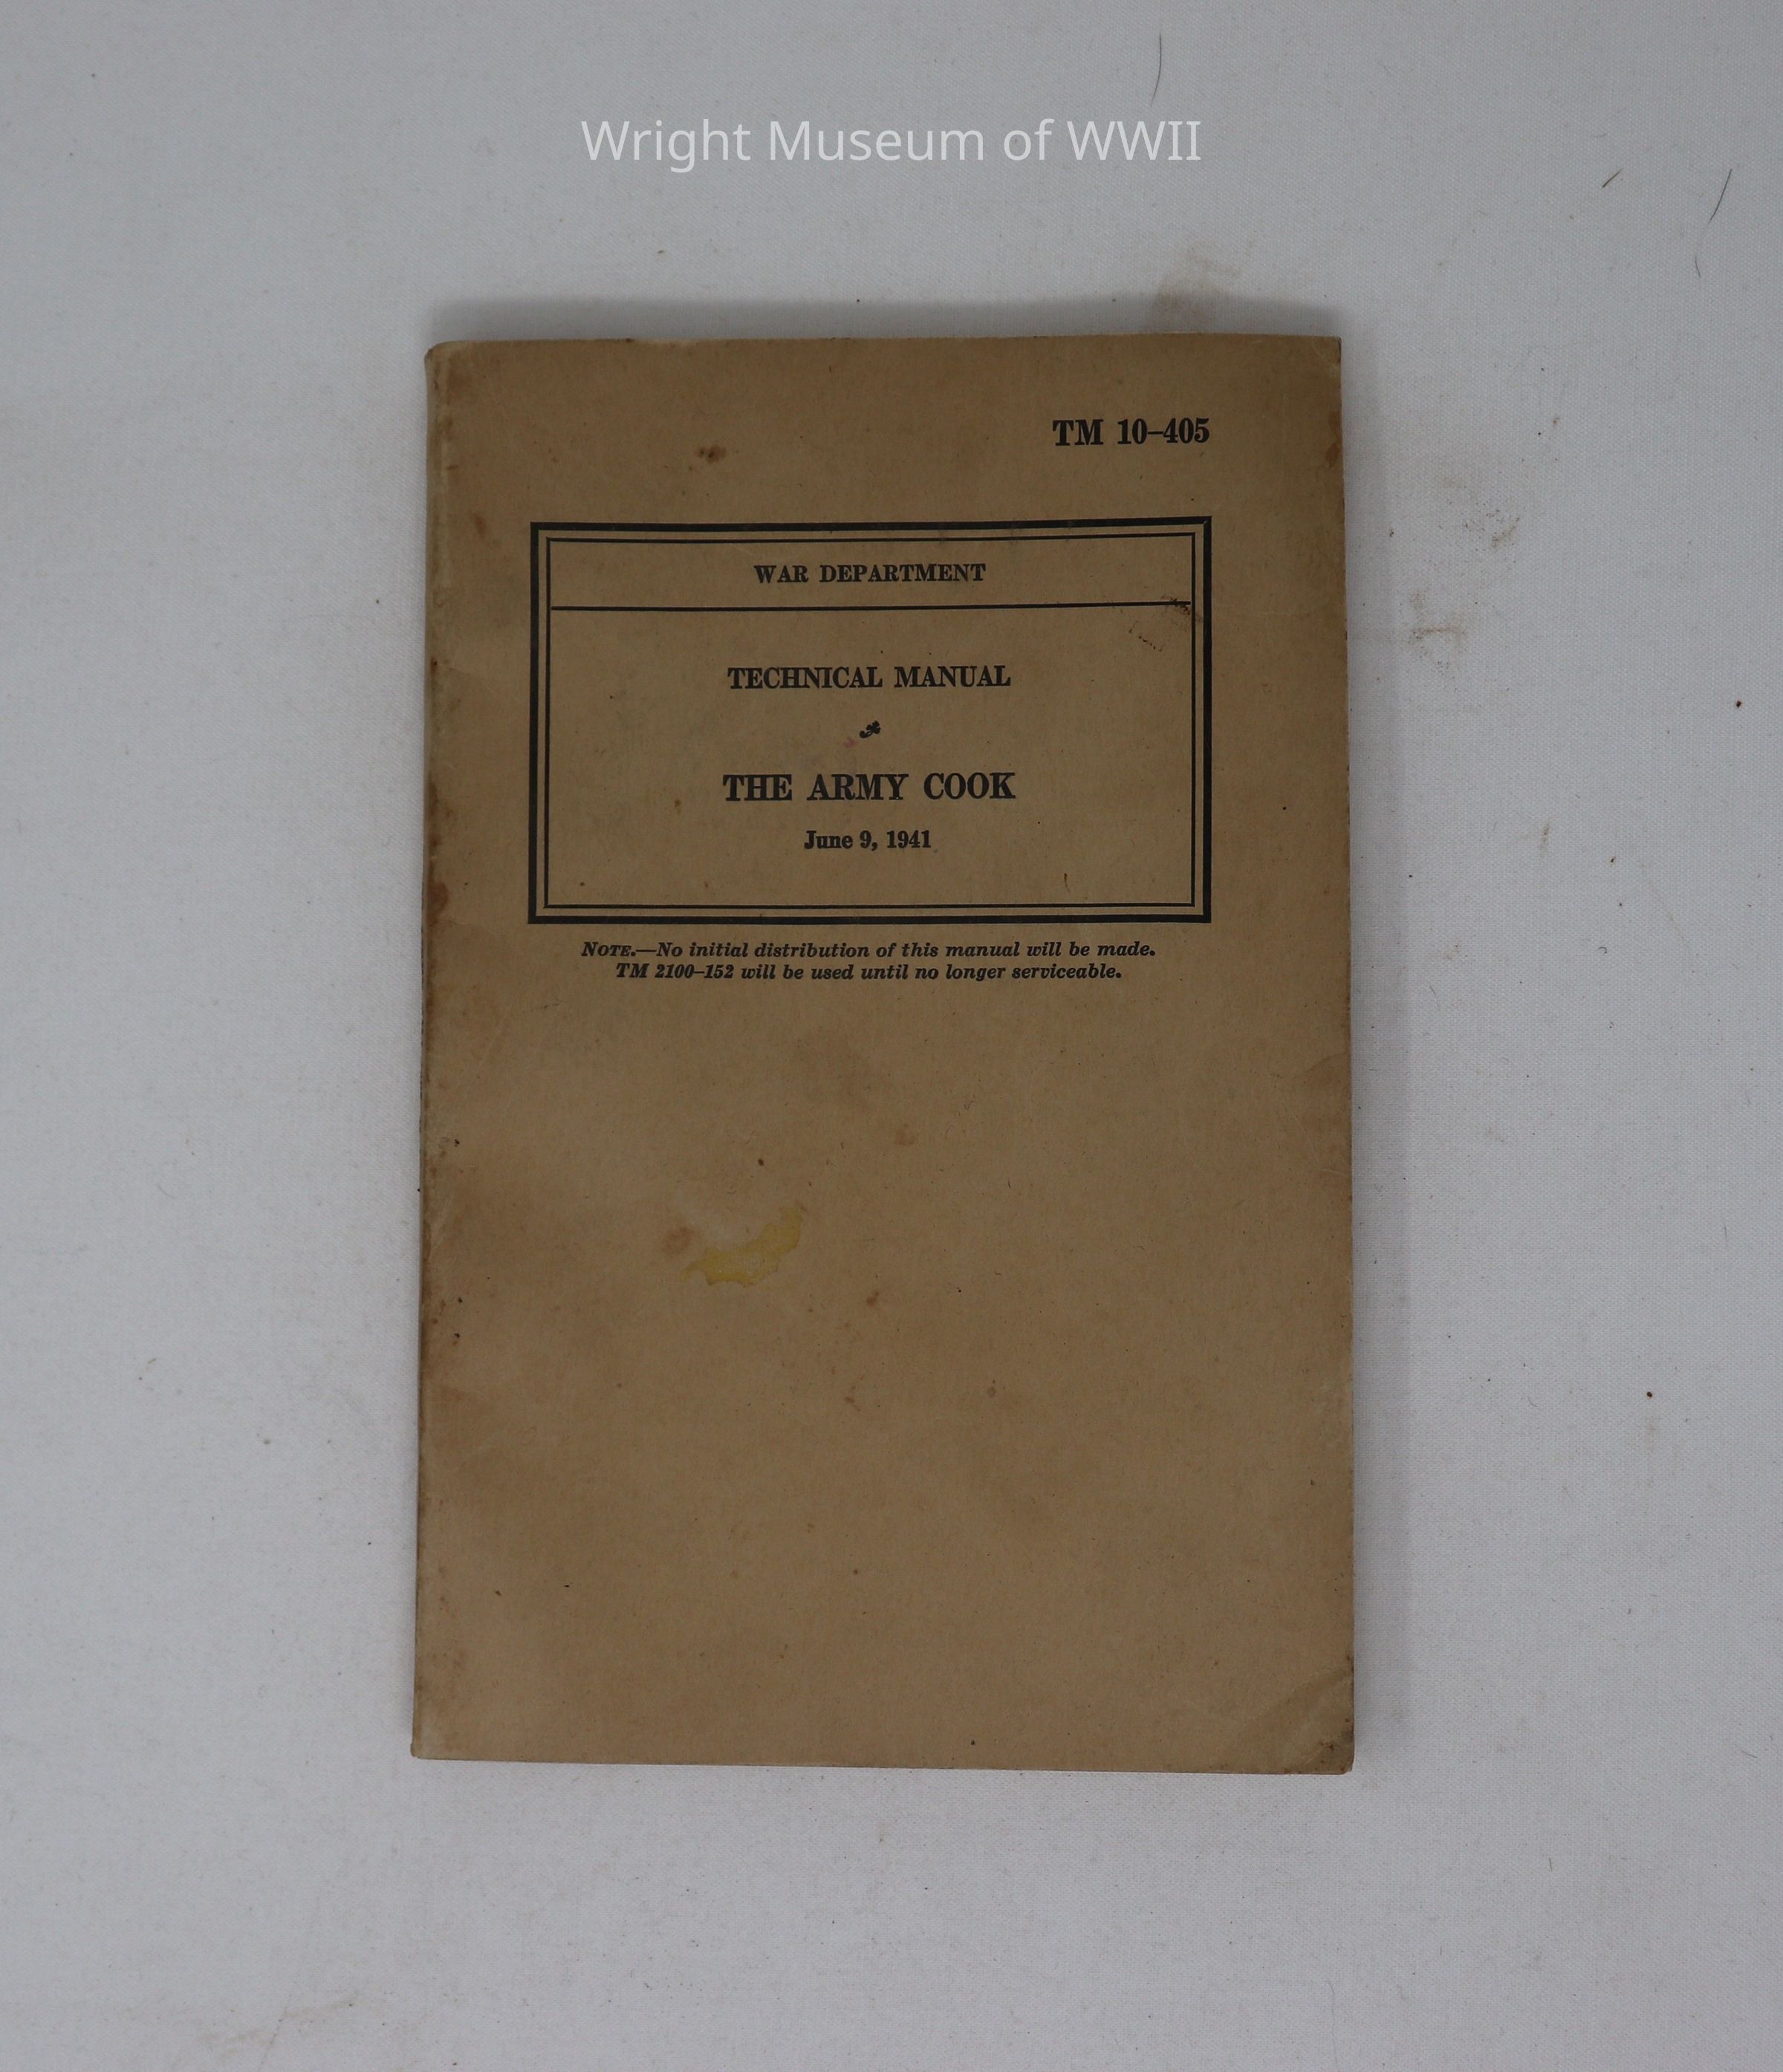 Wright Museum of WWII
TM 10–405
WAR DEPARTMENT
TECHNICAL MANUAL
THE ARMY COOK
June 9, 1941
NOTE.—No initial distribution of this manual will be made.
TM 2100–152 will be used until no longer serviceable.